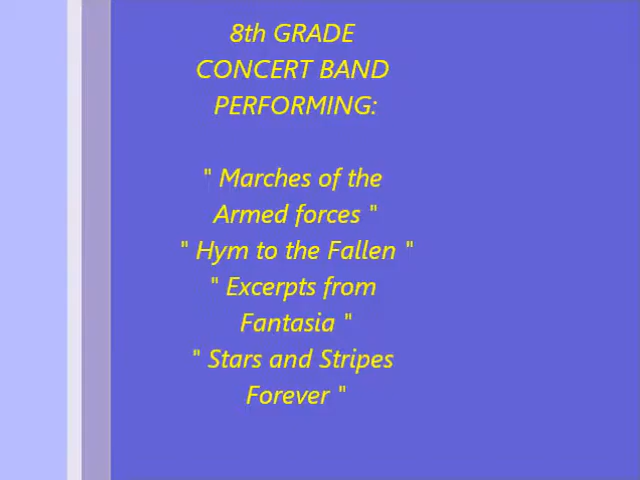 8th GRADE
CONCERT BAND
PERFORMING:
" Marches of the
Armed forces "
" Hym to the Fallen "
" Excerpts from
Fantasia "
" Stars and Stripes
Forever "